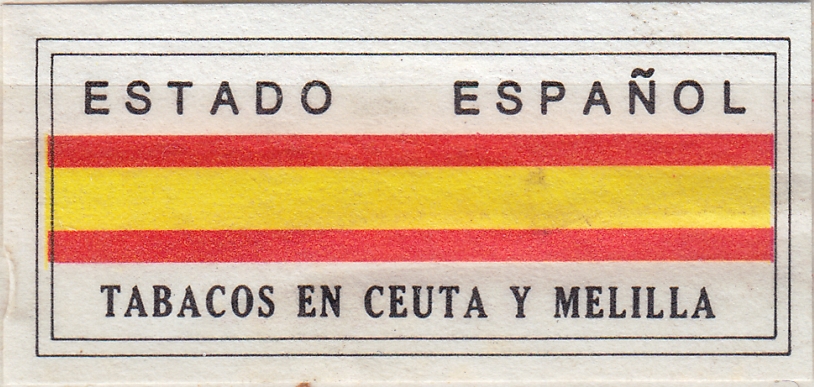 ESTADO ESPAÑOL
TABACOS EN CEUTA Y MELILLA